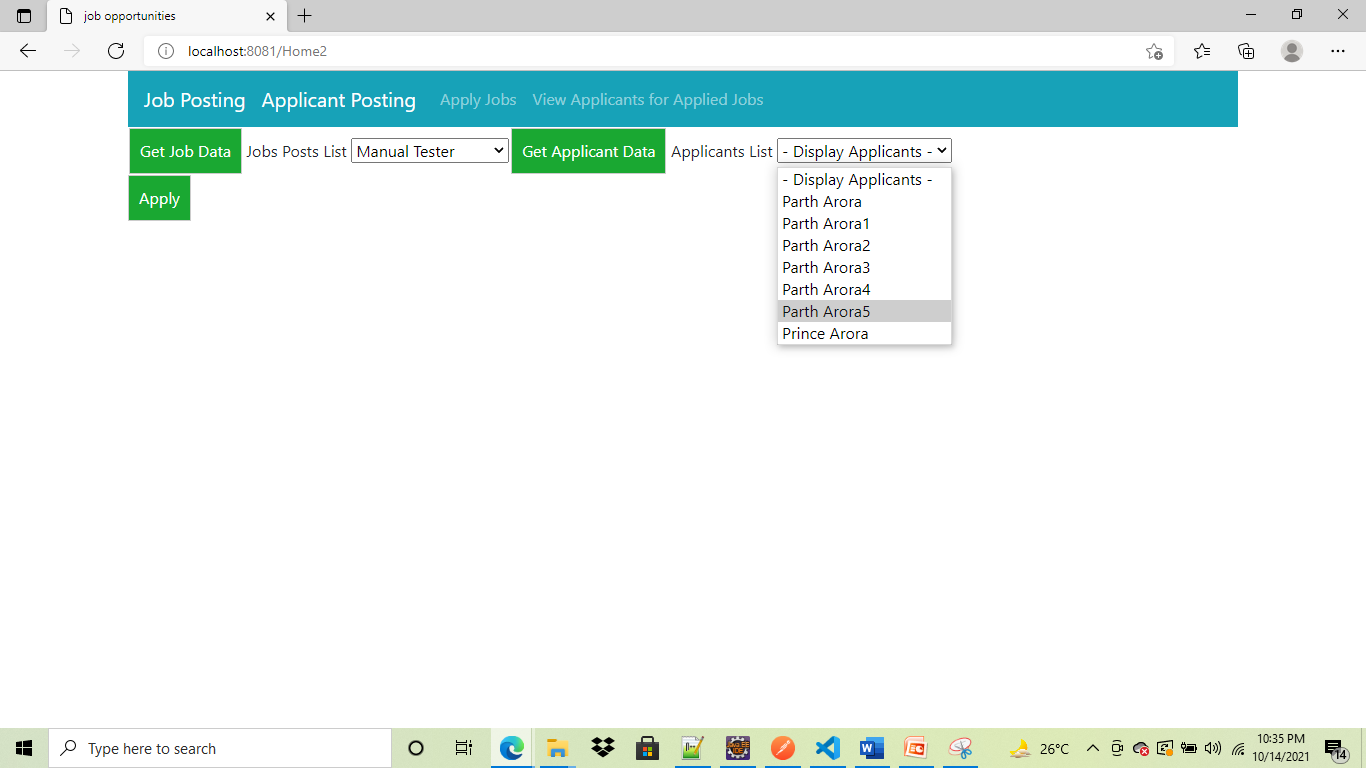 job opportunities
localhost:8081/Home2
Job Posting Applicant Posting Apply Jobs View Applicants for Applied Jobs
Get Job Data Jobs Posts List Manual Tester Get Applicant Data Applicants List - Display Applicants -
- Display Applicants -
Parth Arora
Parth Arora1
Parth Arora2
Parth Arora3
Parth Arora4
Parth Arora5
Prince Arora
Apply
Type here to search
26°C
10:35 PM
10/14/2021
14